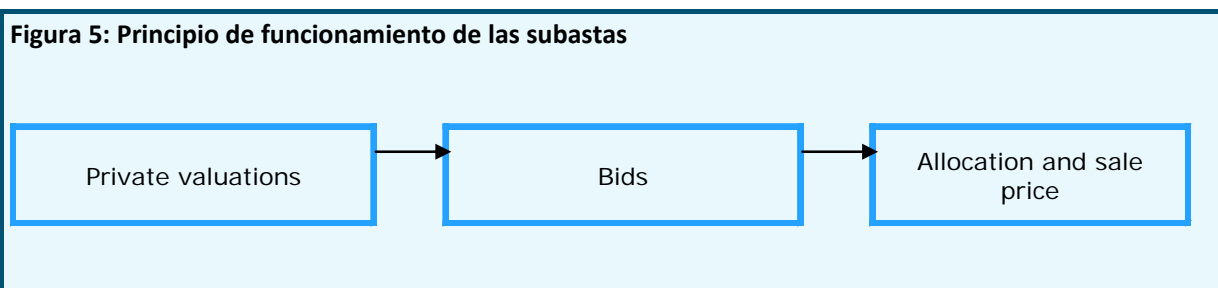 Figura 5: Principio de funcionamiento de las subastas
Private valuations
Bids
Allocation and sale
price